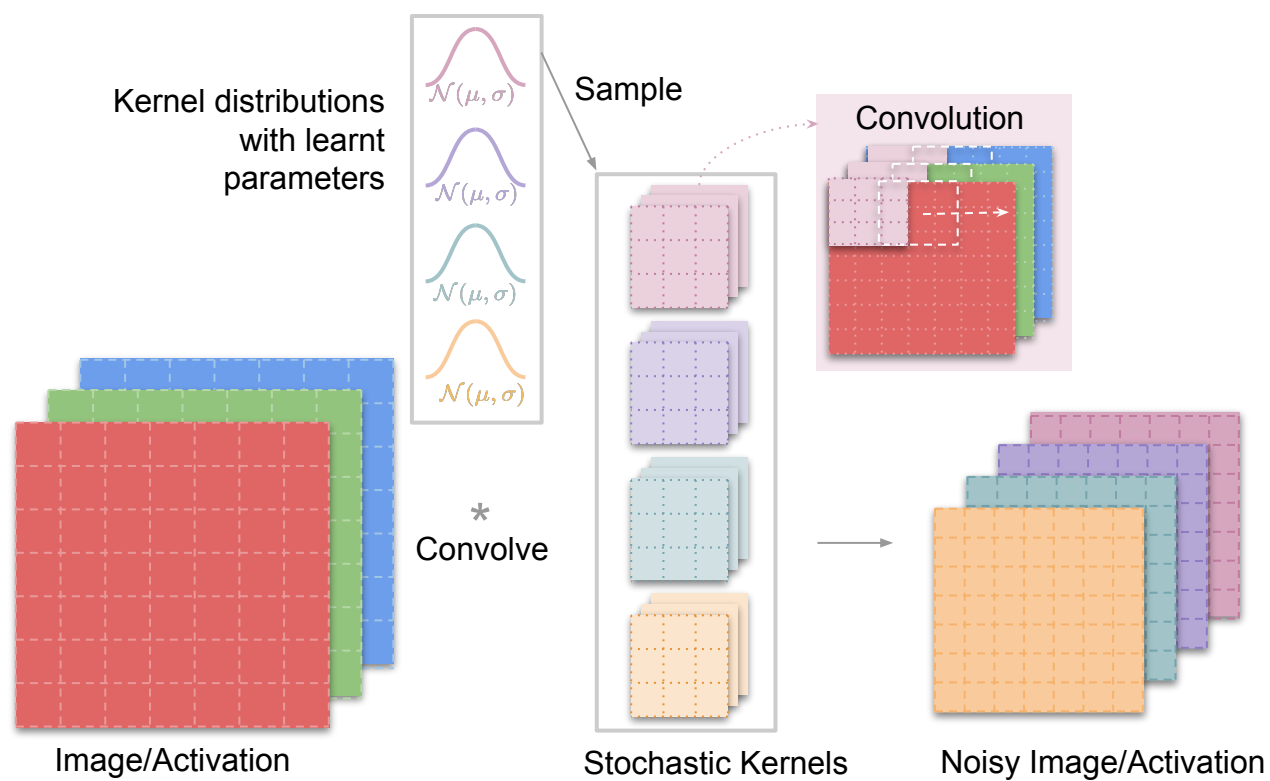 Kernel distributions
with learnt
parameters
𝒩(μ, σ)
𝒩(μ, σ)
𝒩(μ, σ)
𝒩(μ, σ)
Sample
Convolution
*
Convolve
Image/Activation
Stochastic Kernels
Noisy Image/Activation